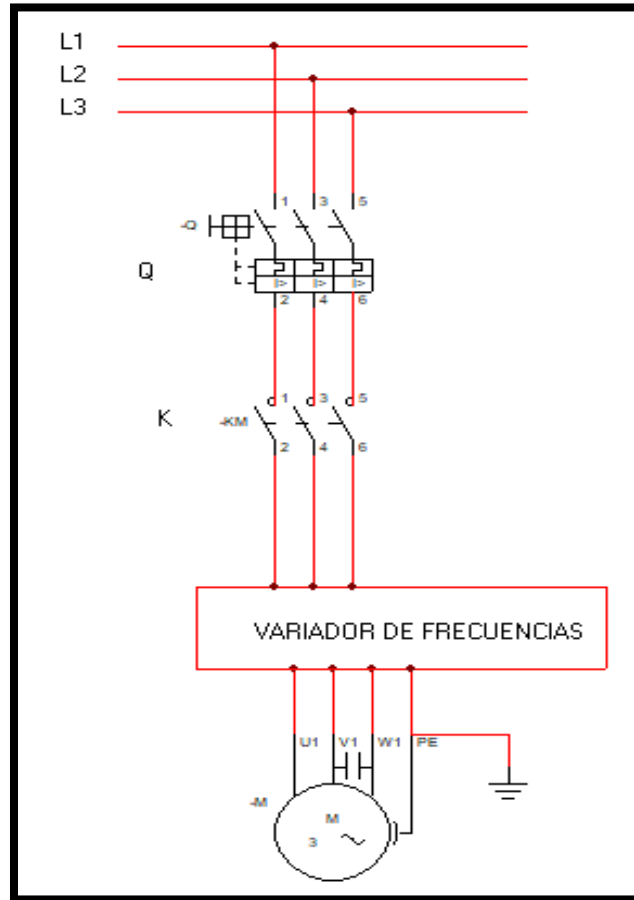 L1
L2
L3
1 3 5
-Q
Q
I> I> I>
2 4 6
1 3 5
K -KM
2 4 6
VARIADOR DE FRECUENCIAS
U1 V1 W1 PE
-M
M
3